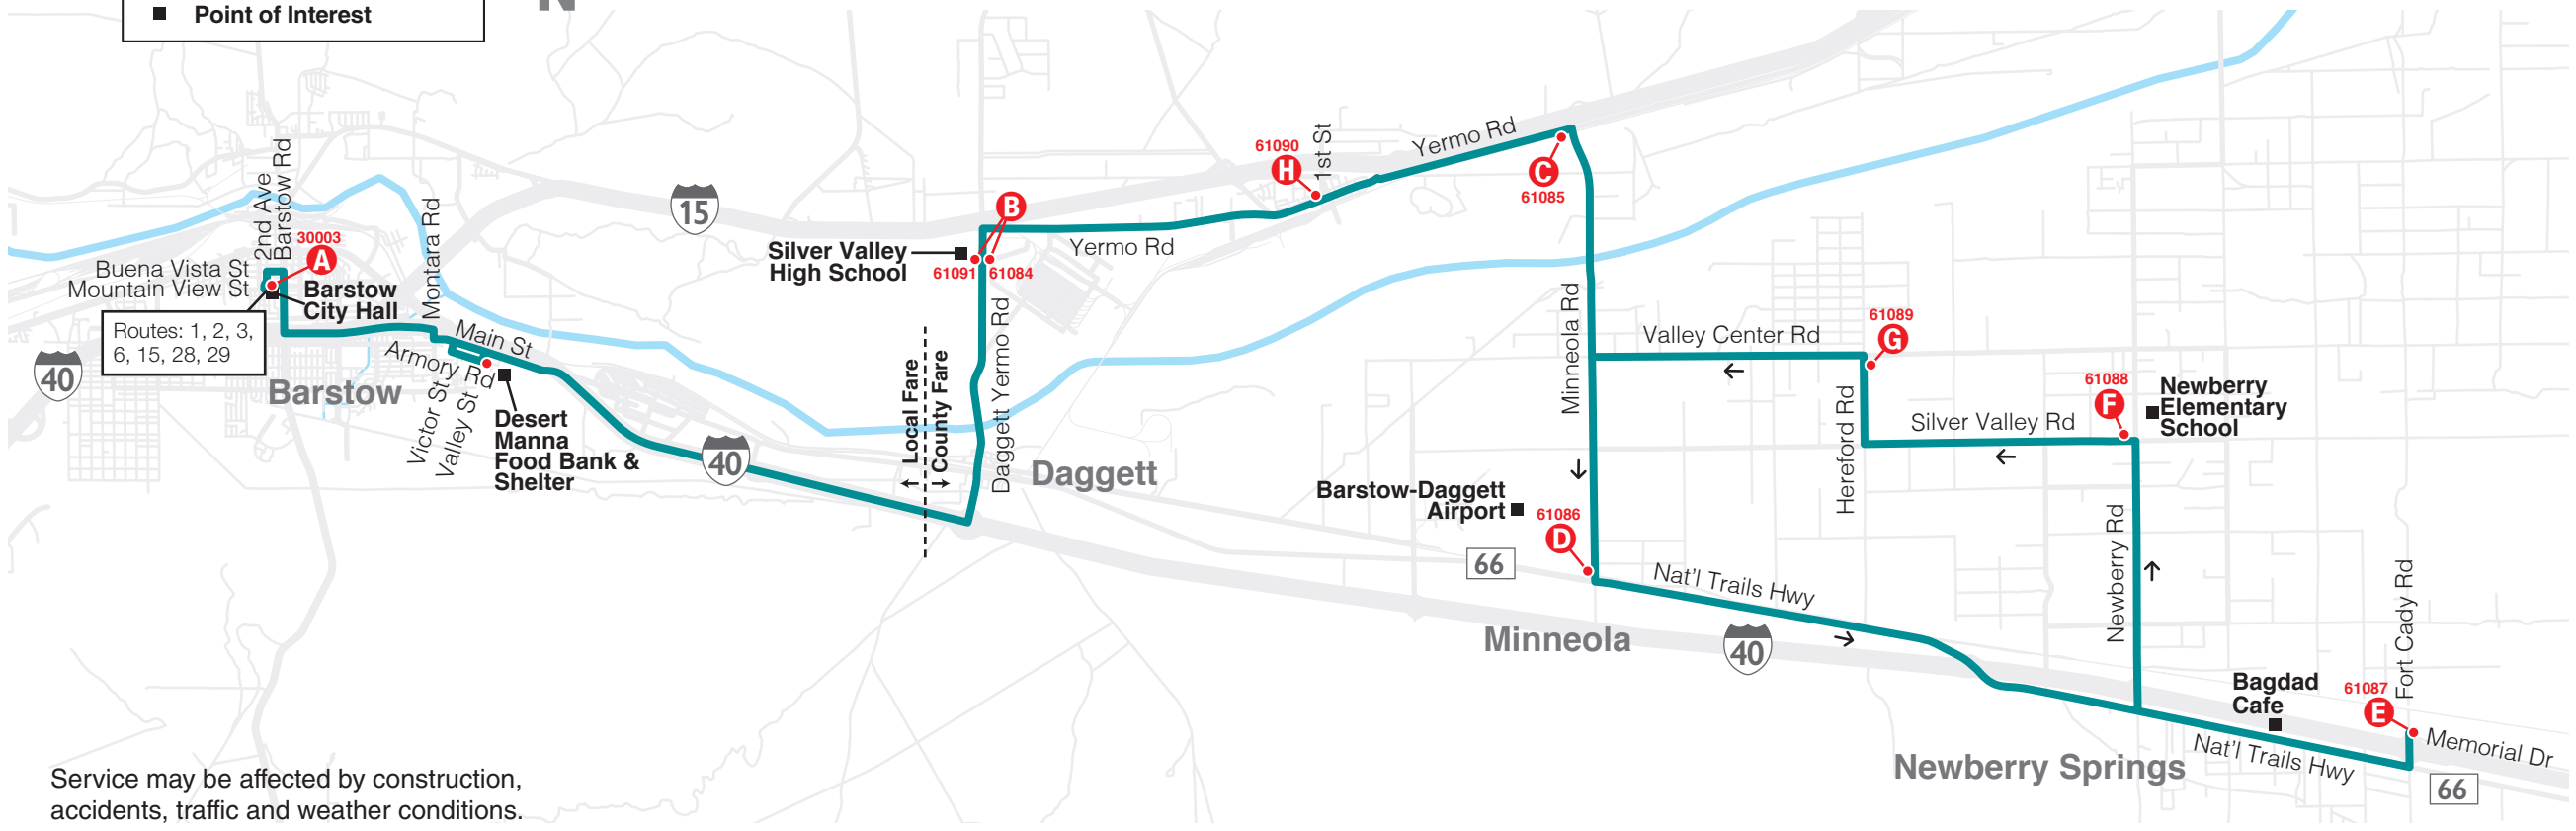 Point of Interest
N
2nd Ave
Barstow Rd
Buena Vista St
Mountain View St
30003
A
Barstow
City Hall
Routes: 1, 2, 3,
6, 15, 28, 29
40
Barstow
Montara Rd
Main St
Armory Rd
Victor St
Valley St
Desert
Manna
Food Bank &
Shelter
15
40
Local Fare
County Fare
Silver Valley
High School
B
61091
61084
Daggett Yermo Rd
Yermo Rd
Daggett
61090
H
1st St
Yermo Rd
C
61085
Minneola Rd
Valley Center Rd
61089
G
Hereford Rd
Silver Valley Rd
61088
F
Newberry
Elementary
School
Barstow-Daggett
Airport
61086
D
66
Nat'l Trails Hwy
Minneola
40
Newberry Rd
Fort Cady Rd
Bagdad
Cafe
61087
E
Memorial Dr
Nat'l Trails Hwy
66
Newberry Springs
Service may be affected by construction,
accidents, traffic and weather conditions.